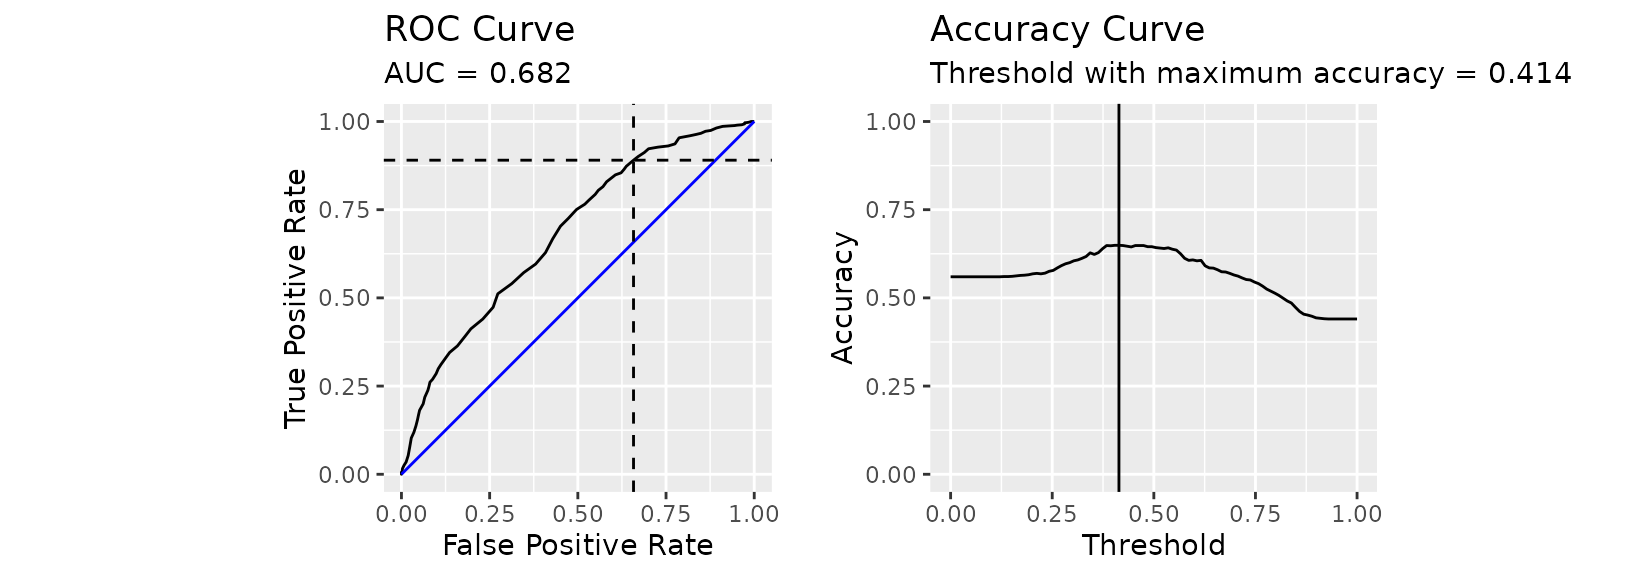 ROC Curve
AUC = 0.682
1.00
0.75
0.50
0.25
0.00
True Positive Rate
0.00 0.25 0.50 0.75 1.00
False Positive Rate
Accuracy Curve
Threshold with maximum accuracy = 0.414
1.00
0.75
0.50
0.25
0.00
Accuracy
0.00 0.25 0.50 0.75 1.00
Threshold